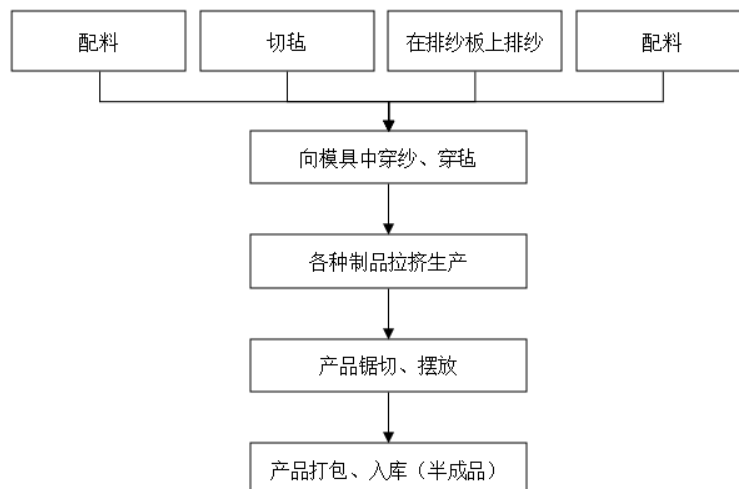 配料
切毡
在排纱板上排纱
配料
向模具中穿纱、穿毡
各种制品拉挤生产
产品锯切、摆放
产品打包、入库（半成品）